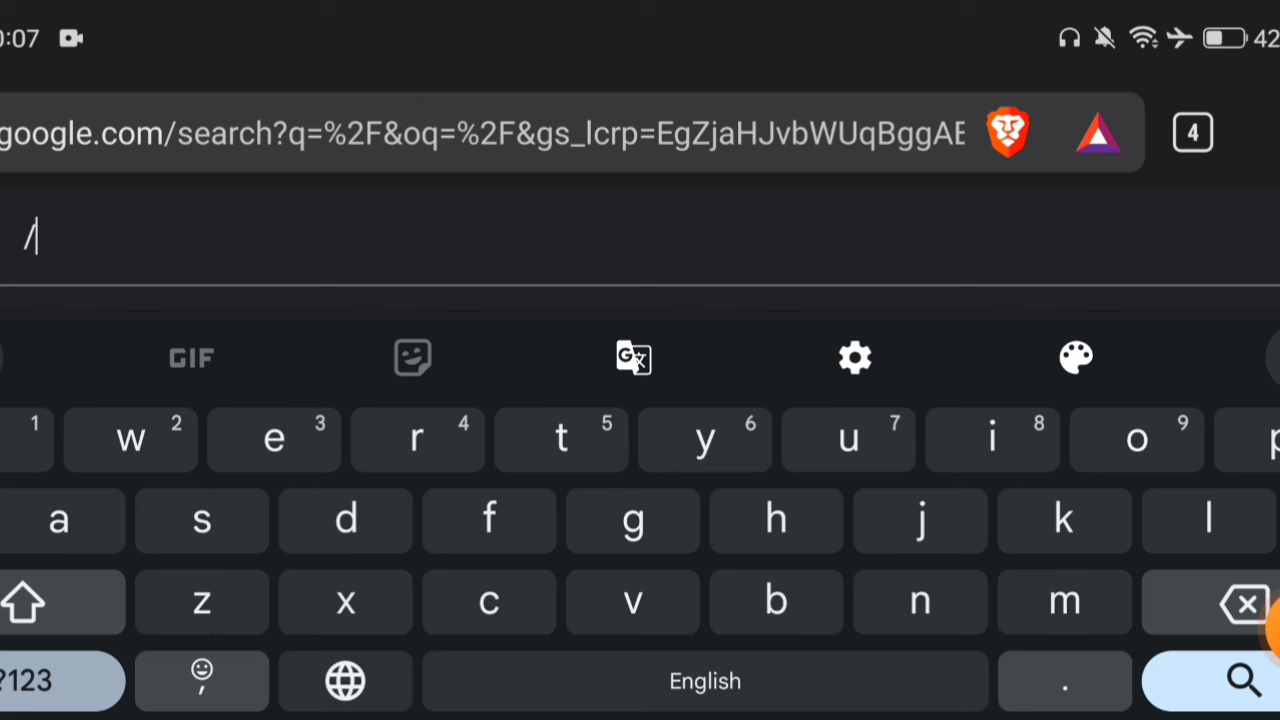 0:07 42
google.com/search?q=%2F&oq=%2F&gs_lcrp=EgZjaHJvbWUqBggAE 4
/
GIF G
1 w 2 e 3 r 4 t 5 y 6 u 7 i 8 o 9 p
a s d f g h j k l
z x c v b n m
?123 , English .